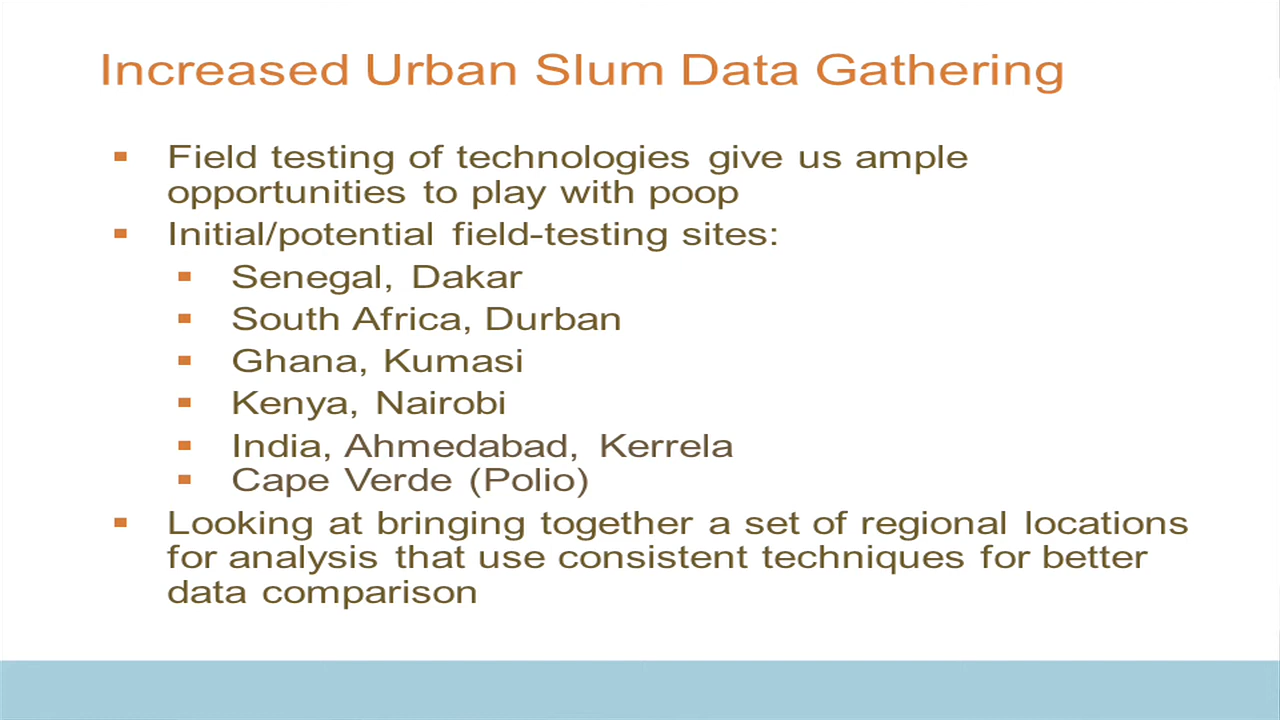 Increased Urban Slum Data Gathering
Field testing of technologies give us ample
opportunities to play with poop
Initial/potential field-testing sites:
Senegal, Dakar
South Africa, Durban
Ghana, Kumasi
Kenya, Nairobi
India, Ahmedabad, Kerrela
Cape Verde (Polio)
Looking at bringing together a set of regional locations
for analysis that use consistent techniques for better
data comparison